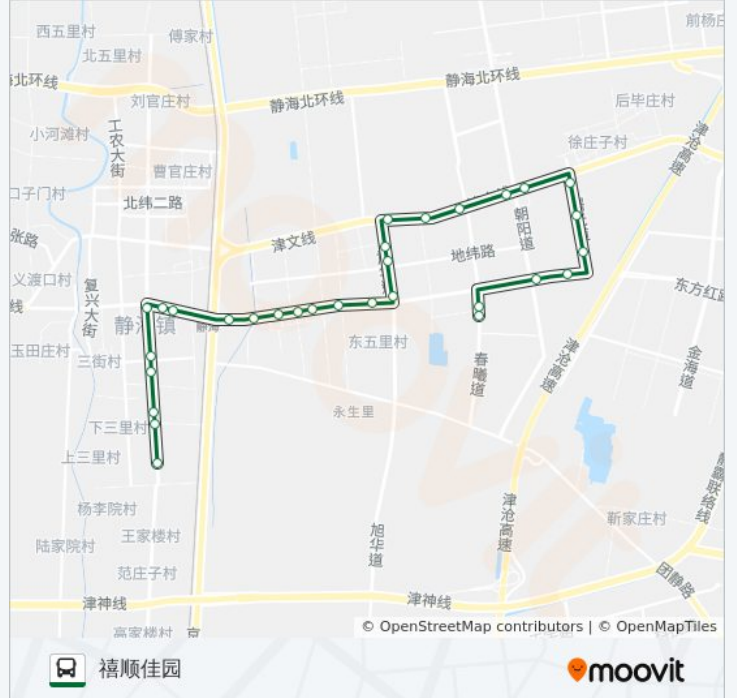 西五里村
傅家村
前杨庄
北五里村
北环线
静海北环线
静海北环线
刘官庄村
后毕庄村
小河滩村
工农大街
津沧高速
徐庄子村
曹官庄村
口子门村
北纬二路
朝阳道
张路
津文线
地纬路
义渡口村
复兴大街
东方红路
线
静海镇
静海
东五里村
玉田庄村
三街村
春曦道
津沧高速
金海道
永生里
下三里村
上三里村
静霸联络线
杨李院村
津沧高速
靳家庄村
旭华道
陆家院村
王家楼村
范庄子村
团静路
津神线
津神线
高家楼村
京
© OpenStreetMap contributors | © OpenMapTiles
禧顺佳园
moovit